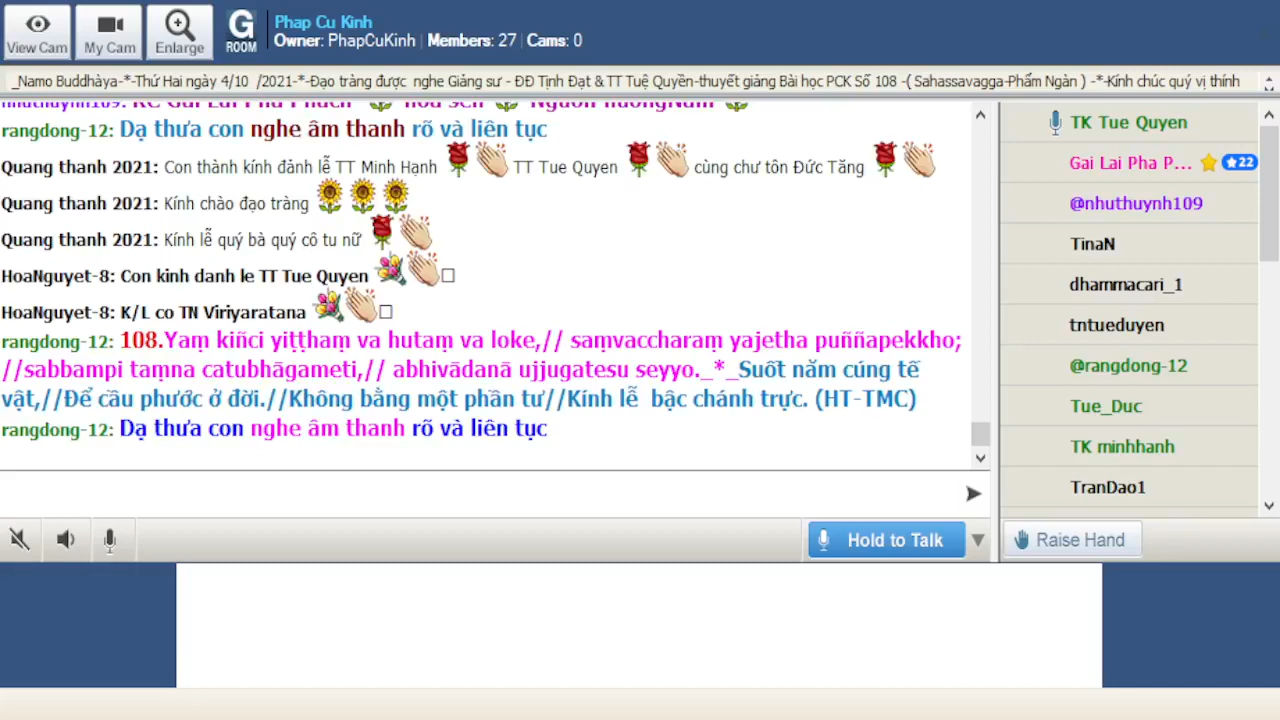 View Cam
My Cam
Enlarge
G
ROOM
Phap Cu Kinh
Owner: PhapCuKinh | Members: 27 | Cams: 0
_Namo Buddhàya-*-Thứ Hai ngày 4/10 /2021-*-Đạo tràng được nghe Giảng sư - ĐĐ Tịnh Đạt & TT Tuệ Quyền-thuyết giảng Bài học PCK Số 108 -( Sahassavagga-Phẩm Ngàn ) -*-Kính chúc quý vị thính
rangdong-12: Dạ thưa con nghe âm thanh rõ và liên tục
Quang thanh 2021: Con thành kính đảnh lễ TT Minh Hạnh TT Tue Quyen cùng chư tôn Đức Tăng
Quang thanh 2021: Kính chào đạo tràng
Quang thanh 2021: Kính lễ quý bà quý cô tu nữ
HoaNguyet-8: Con kinh danh le TT Tue Quyen
HoaNguyet-8: K/L co TN Viriyaratana
rangdong-12: 108.Yaṃ kiñci yiṭṭhaṃ va hutaṃ va loke,// saṃvaccharaṃ yajetha puññapekkho;
//sabbampi taṃna catubhāgameti,// abhivādanā ujjugatesu seyyo._*_Suốt năm cúng tế
vật,//Để cầu phước ở đời.//Không bằng một phần tư//Kính lễ bậc chánh trực. (HT-TMC)
rangdong-12: Dạ thưa con nghe âm thanh rõ và liên tục
Hold to Talk
TK Tue Quyen
Gai Lai Pha P... 22
@nhuthuynh109
TinaN
dhammacari_1
tntueduyen
@rangdong-12
Tue_Duc
TK minhhanh
TranDao1
Raise Hand